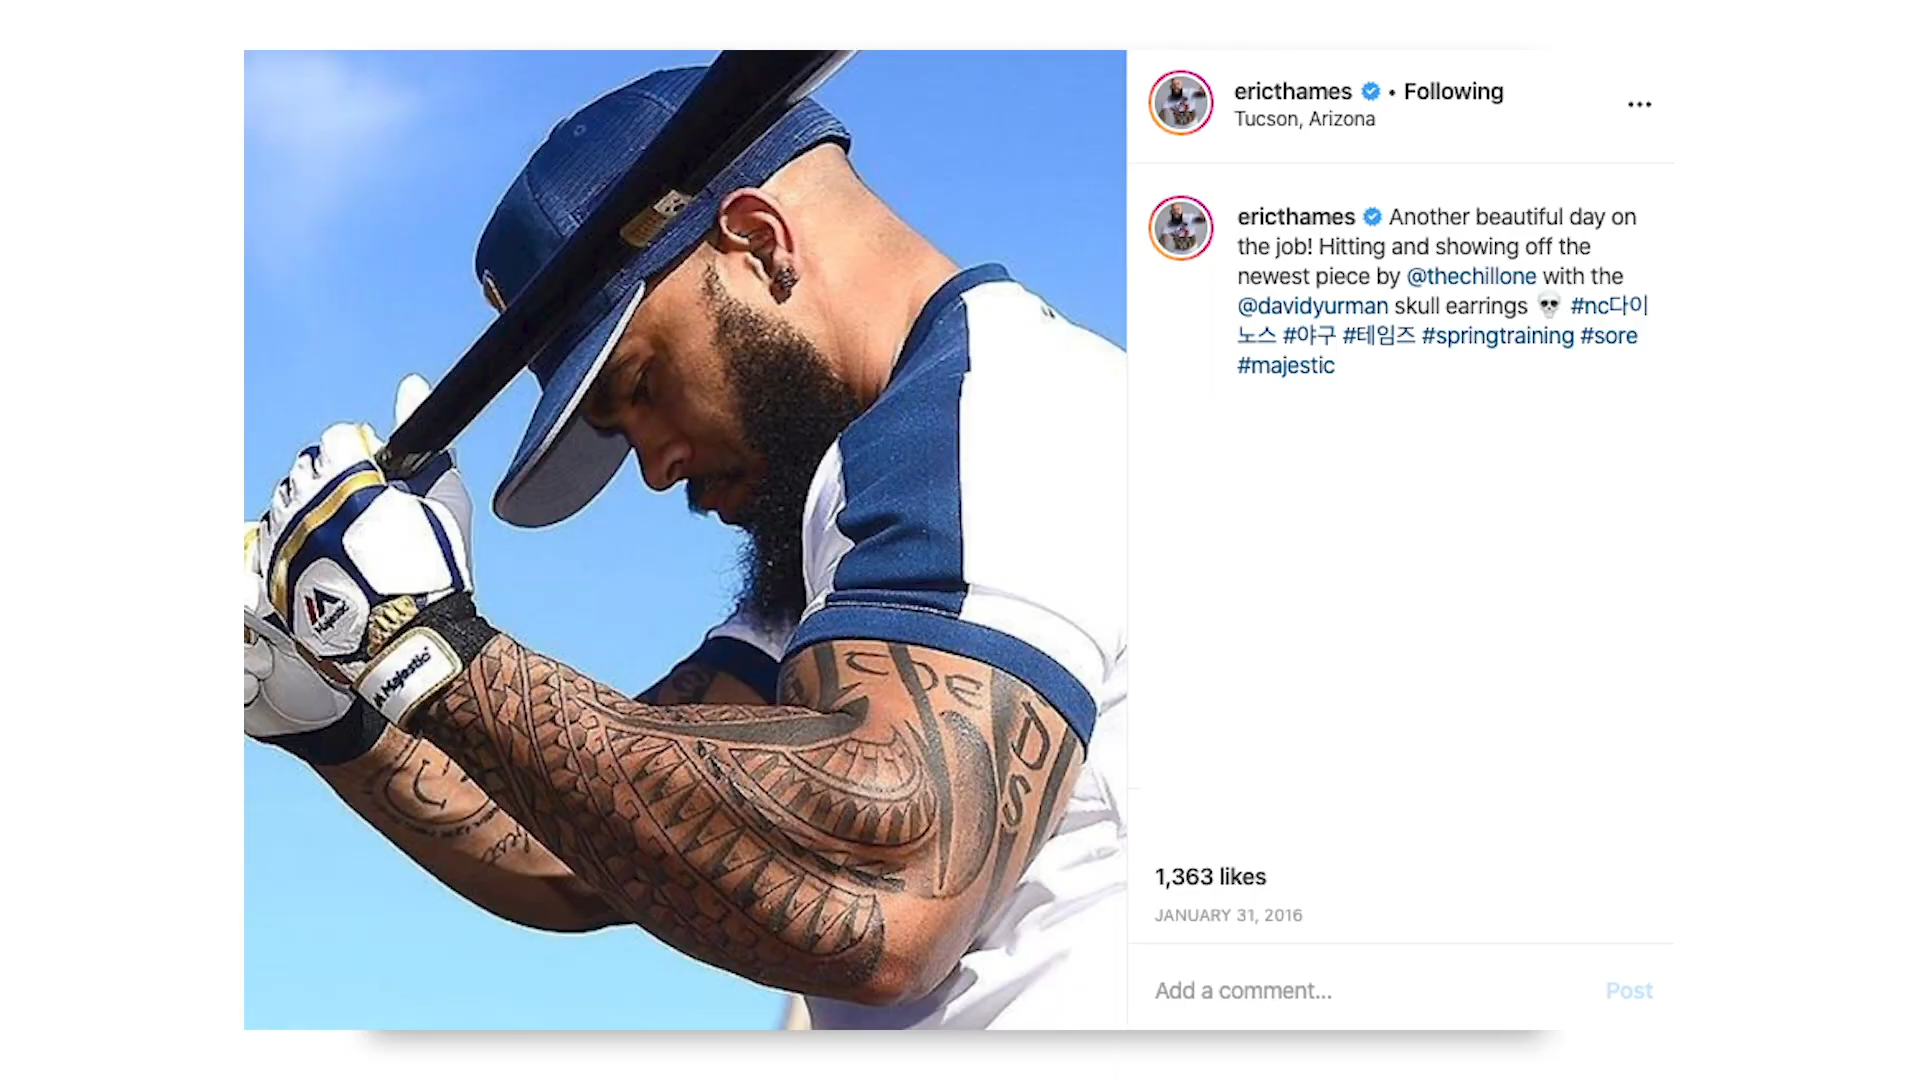 Majestic
Majestic
ericthames • Following
Tucson, Arizona
ericthames Another beautiful day on
the job! Hitting and showing off the
newest piece by @thechillone with the
@davidyurman skull earrings 💀 #nc다이
노스 #야구 #테임즈 #springtraining #sore
#majestic
1,363 likes
JANUARY 31, 2016
Add a comment...
Post